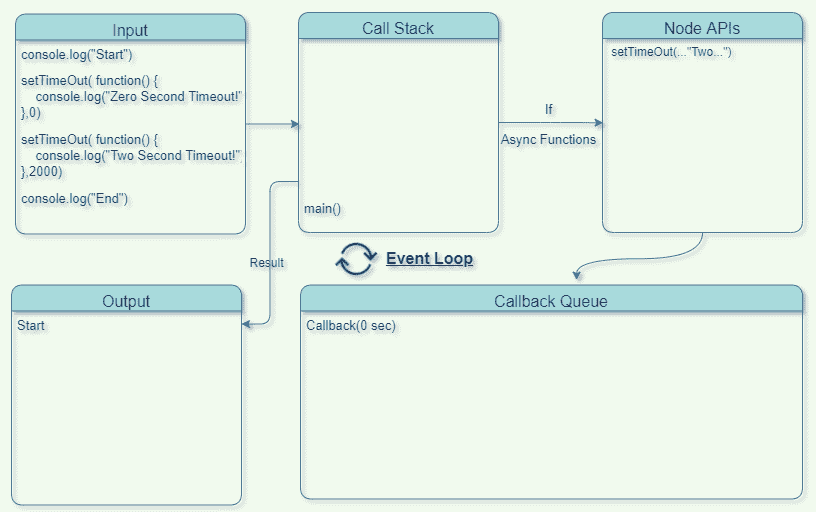 Input
console.log("Start")
setTimeOut( function() {
console.log("Zero Second Timeout!"
},0)
setTimeOut( function() {
console.log("Two Second Timeout!"
},2000)
console.log("End")
Call Stack
main()
If
Async Functions
Node APIs
setTimeOut(..."Two...")
Result
Event Loop
Output
Start
Callback Queue
Callback(0 sec)